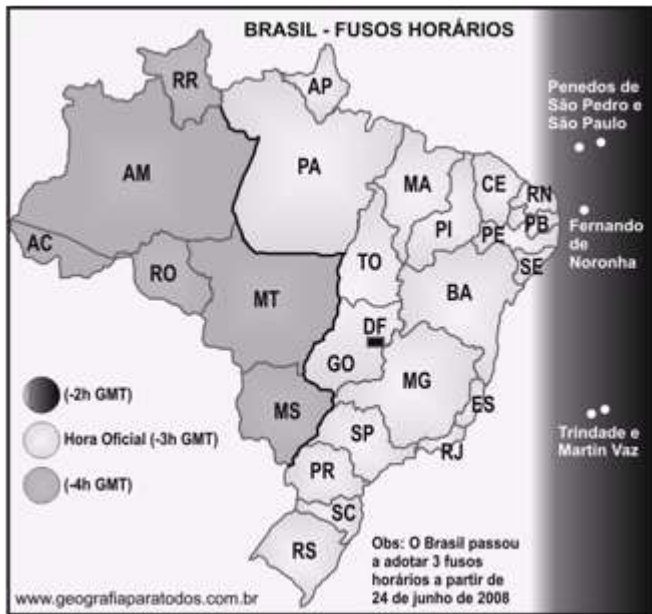 BRASIL - FUSOS HORÁRIOS
RR
AP
Penedos de
São Pedro e
São Paulo
AM
PA
MA
CE
RN
PB
PI
PE
Fernando
de
Noronha
AC
RO
TO
SE
BA
MT
DF
GO
MG
MS
ES
SP
RJ
Trindade e
Martin Vaz
PR
SC
RS
(-2h GMT)
Hora Oficial (-3h GMT)
(-4h GMT)
Obs: O Brasil passou
a adotar 3 fusos
horários a partir de
24 de junho de 2008
www.geografiaparatodos.com.br